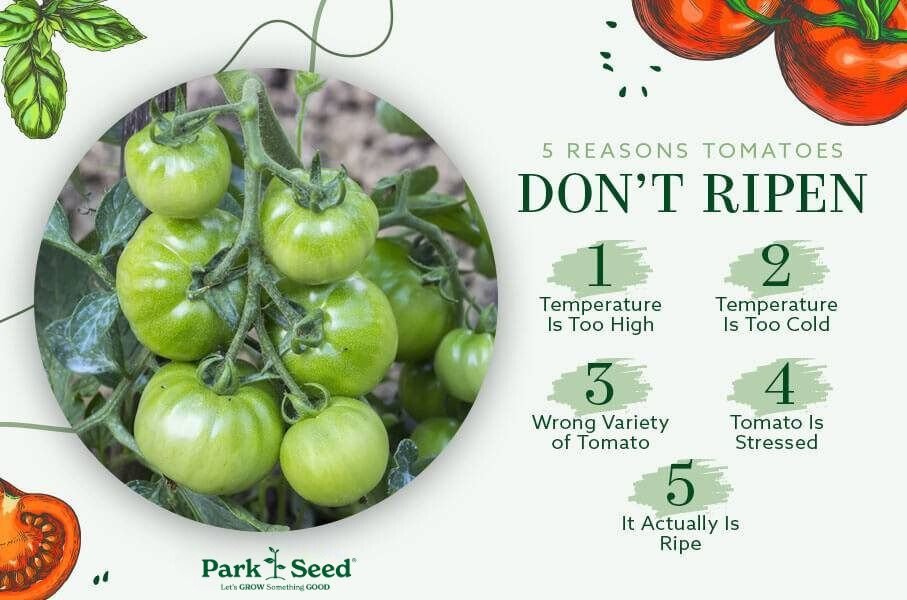 5 REASONS TOMATOES
DON'T RIPEN
1
Temperature
Is Too High
2
Temperature
Is Too Cold
3
Wrong Variety
of Tomato
4
Tomato Is
Stressed
5
It Actually Is
Ripe
Park Seed®
Let's GROW Something GOOD